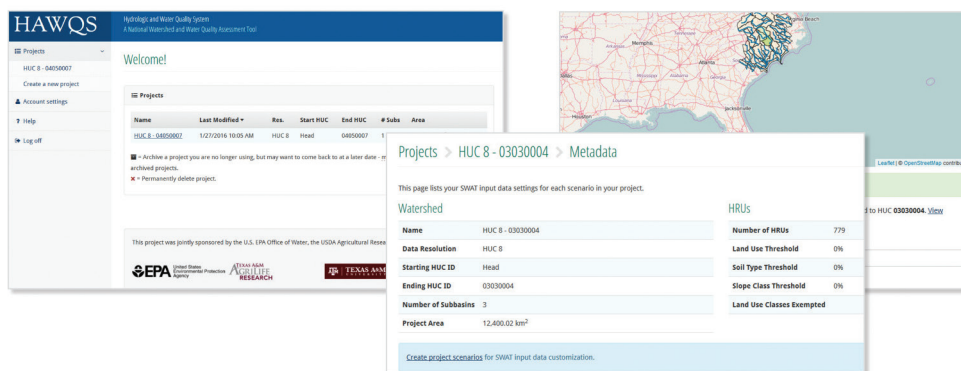 HAWQS
Hydrologic and Water Quality System
A National Watershed and Water Quality Assessment Tool
Projects
HUC 8 - 04050007
Create a new project
Account settings
? Help
Log off
Welcome!
Projects
Name Last Modified Res. Start HUC End HUC # Subs Area
HUC 8 - 04050007 1/27/2016 10:05 AM HUC 8 Head 04050007 1
= Archive a project you are no longer using, but may want to come back to at a later date - m
archived projects.
× = Permanently delete project.
This project was jointly sponsored by the U.S. EPA Office of Water, the USDA Agricultural Resea
EPA United States
Environmental Protection
Agency
TEXAS A&M
AGRILIFE
RESEARCH
TEXAS A&M
UNIVERSITY
Virginia Beach
Memphis
Tennessee
Arkansas
Atlanta
Mississippi
Alabama
Georgia
Louisiana
Jacksonville
Houston
Leaflet | © OpenStreetMap contribu
d to HUC 03030004. View
Projects > HUC 8 - 03030004 > Metadata
This page lists your SWAT input data settings for each scenario in your project.
Watershed
Name HUC 8 - 03030004
Data Resolution HUC 8
Starting HUC ID Head
Ending HUC ID 03030004
Number of Subbasins 3
Project Area 12,400.02 km²
HRUs
Number of HRUs 779
Land Use Threshold 0%
Soil Type Threshold 0%
Slope Class Threshold 0%
Land Use Classes Exempted
Create project scenarios for SWAT input data customization.